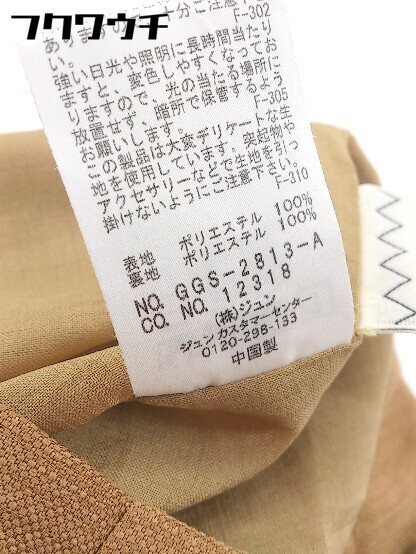 フクワウチ
十分ご注意下
F-302
い。
い日光や照明に長時間当たり
強いますと、変色しやすくなってお
りますので、光の当たる場所に
放置せず、暗所で保管するよう
お願いします。 F-305
この製品は大変デリケートな生
地を使用しています。突起物や
アクセサリーなどで生地を引っ
掛けないようにご注意下さい。
F-310
表地 ポリエステル 100%
裏地 ポリエステル 100%
NO. GGS-2813-A
CO. NO. 12318
(株)ジュン
ジュン カスタマーセンター
0120-298-133
中国製